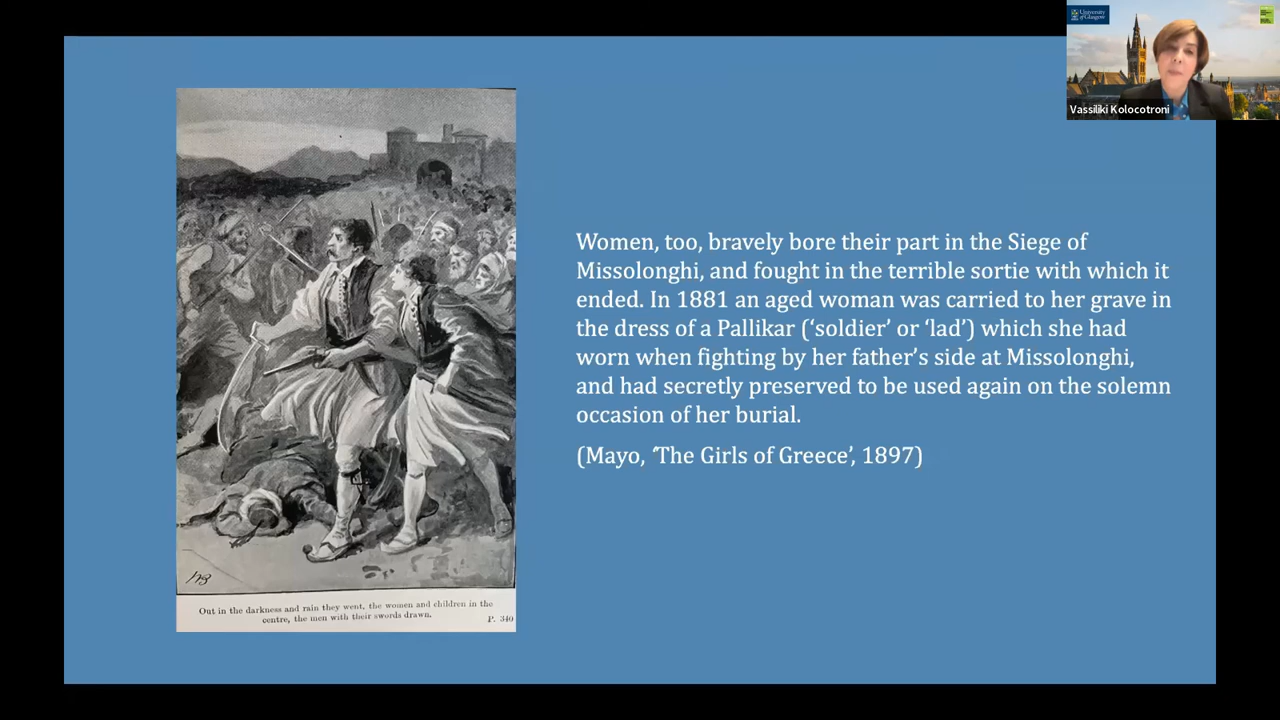 University
of Glasgow
Vassiliki Kolocotroni
Women, too, bravely bore their part in the Siege of
Missolonghi, and fought in the terrible sortie with which it
ended. In 1881 an aged woman was carried to her grave in
the dress of a Pallikar (‘soldier’ or ‘lad’) which she had
worn when fighting by her father’s side at Missolonghi,
and had secretly preserved to be used again on the solemn
occasion of her burial.
(Mayo, ‘The Girls of Greece’, 1897)
Out in the darkness and rain they went, the women and children in the
centre, the men with their swords drawn.
P. 340